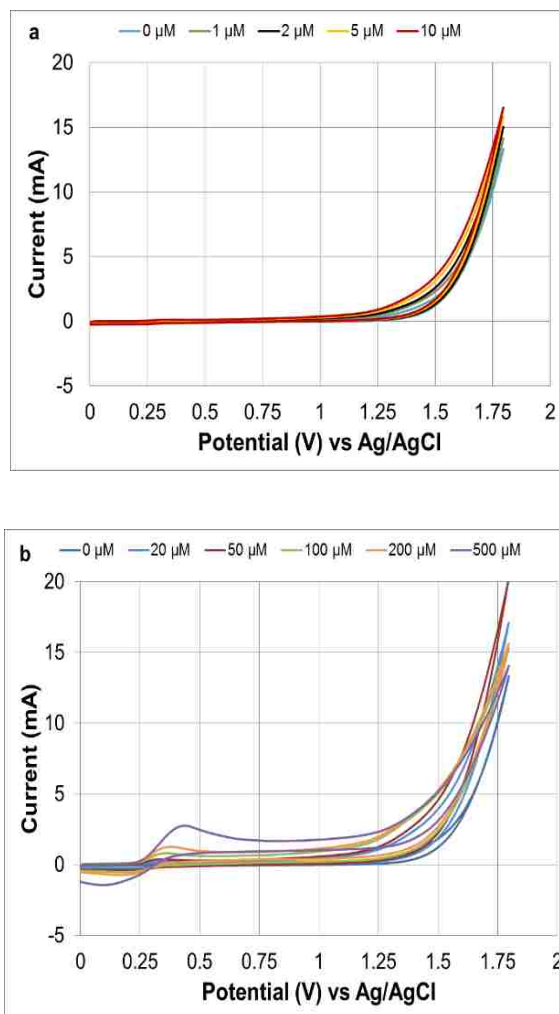 a
0 µM 1 µM 2 µM 5 µM 10 µM
20
15
10
5
0
-5
Current (mA)
0 0.25 0.5 0.75 1 1.25 1.5 1.75 2
Potential (V) vs Ag/AgCl
b
0 µM 20 µM 50 µM 100 µM 200 µM 500 µM
20
15
10
5
0
-5
Current (mA)
0 0.25 0.5 0.75 1 1.25 1.5 1.75 2
Potential (V) vs Ag/AgCl